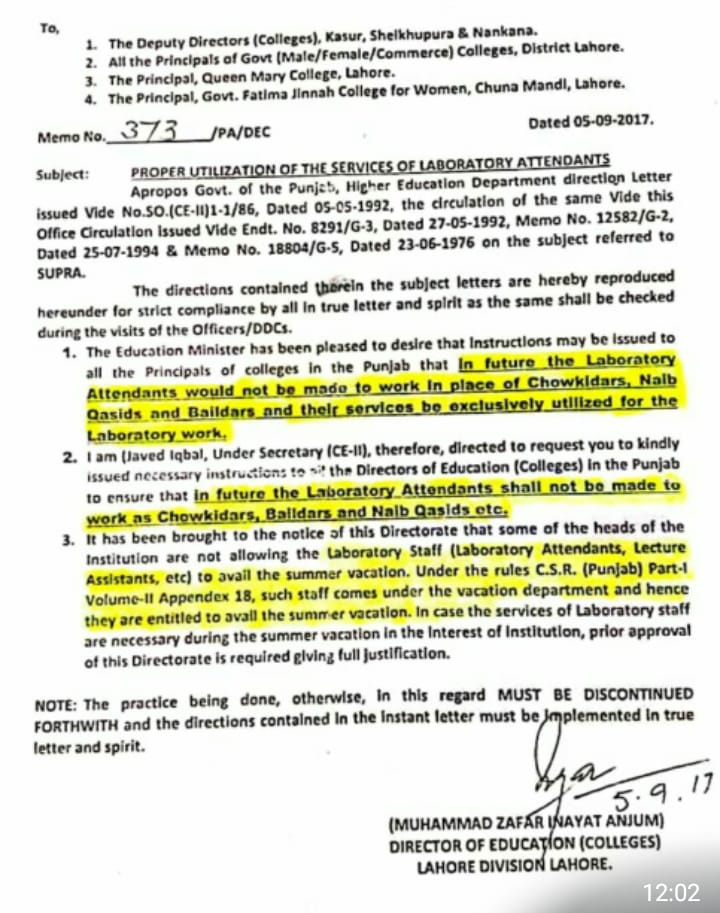 To,
1. The Deputy Directors (Colleges), Kasur, Sheikhupura & Nankana.
2. All the Principals of Govt (Male/Female/Commerce) Colleges, District Lahore.
3. The Principal, Queen Mary College, Lahore.
4. The Principal, Govt. Fatima Jinnah College for Women, Chuna Mandi, Lahore.
Memo No. 373 /PA/DEC
Dated 05-09-2017.
Subject: PROPER UTILIZATION OF THE SERVICES OF LABORATORY ATTENDANTS
Apropos Govt. of the Punjab, Higher Education Department direction Letter
issued Vide No.SO.(CE-II)1-1/86, Dated 05-05-1992, the circulation of the same Vide this
Office Circulation issued Vide Endt. No. 8291/G-3, Dated 27-05-1992, Memo No. 12582/G-2,
Dated 25-07-1994 & Memo No. 18804/G-S, Dated 23-06-1976 on the subject referred to
SUPRA.
The directions contained therein the subject letters are hereby reproduced
hereunder for strict compliance by all in true letter and spirit as the same shall be checked
during the visits of the Officers/DDCs.
1. The Education Minister has been pleased to desire that instructions may be issued to
all the Principals of colleges in the Punjab that in future the Laboratory
Attendants would not be made to work in place of Chowkidars, Naib
Qasids and Baildars and their services be exclusively utilized for the
Laboratory work.
2. I am (Javed Iqbal, Under Secretary (CE-II), therefore, directed to request you to kindly
issued necessary instructions to the Directors of Education (Colleges) in the Punjab
to ensure that in future the Laboratory Attendants shall not be made to
work as Chowkidars, Baildars and Naib Qasids etc.
3. It has been brought to the notice of this Directorate that some of the heads of the
Institution are not allowing the Laboratory Staff (Laboratory Attendants, Lecture
Assistants, etc) to avail the summer vacation. Under the rules C.S.R. (Punjab) Part-I
Volume-II Appendex 18, such staff comes under the vacation department and hence
they are entitled to avail the summer vacation. In case the services of Laboratory staff
are necessary during the summer vacation in the interest of Institution, prior approval
of this Directorate is required giving full justification.
NOTE: The practice being done, otherwise, in this regard MUST BE DISCONTINUED
FORTHWITH and the directions contained in the instant letter must be implemented in true
letter and spirit.
5.9.17
(MUHAMMAD ZAFAR INAYAT ANJUM)
DIRECTOR OF EDUCATION (COLLEGES)
LAHORE DIVISION LAHORE.
12:02